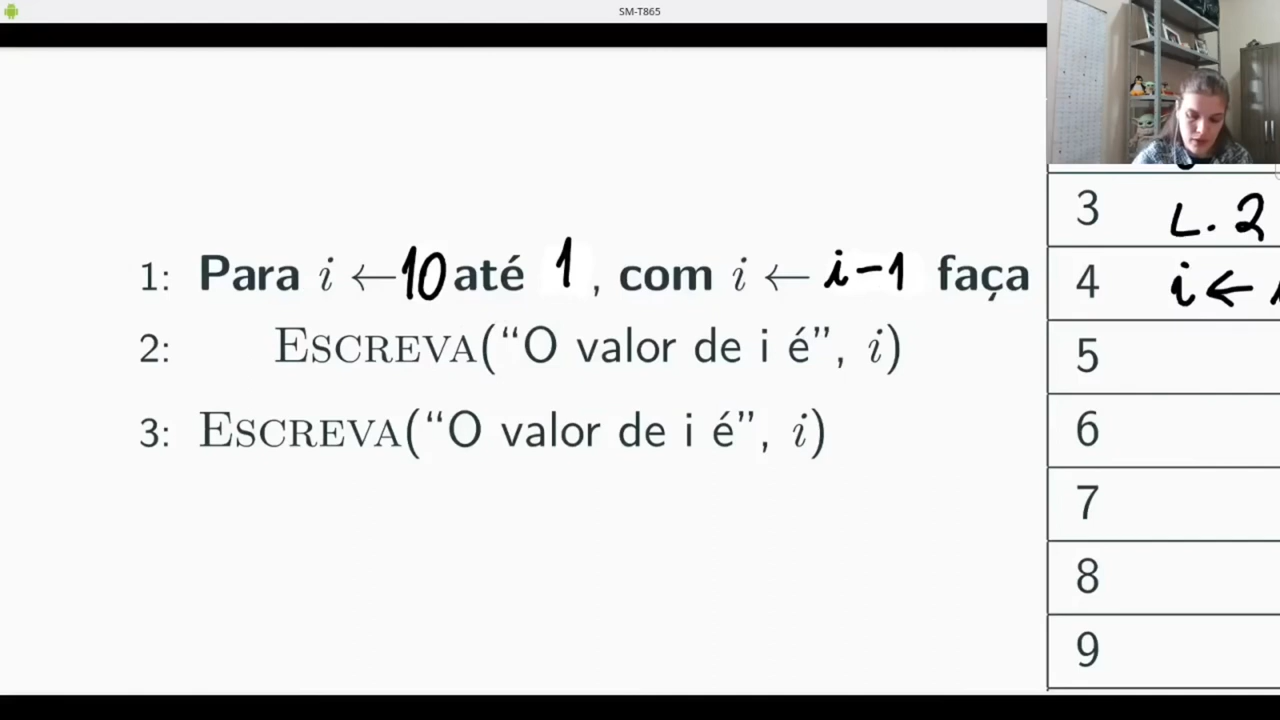 SM-T865
1: Para i ← 10 até 1, com i ← i-1 faça
2: ESCREVA(“O valor de i é”, i)
3: ESCREVA(“O valor de i é”, i)
3 L. 2
4 i ←
5
6
7
8
9